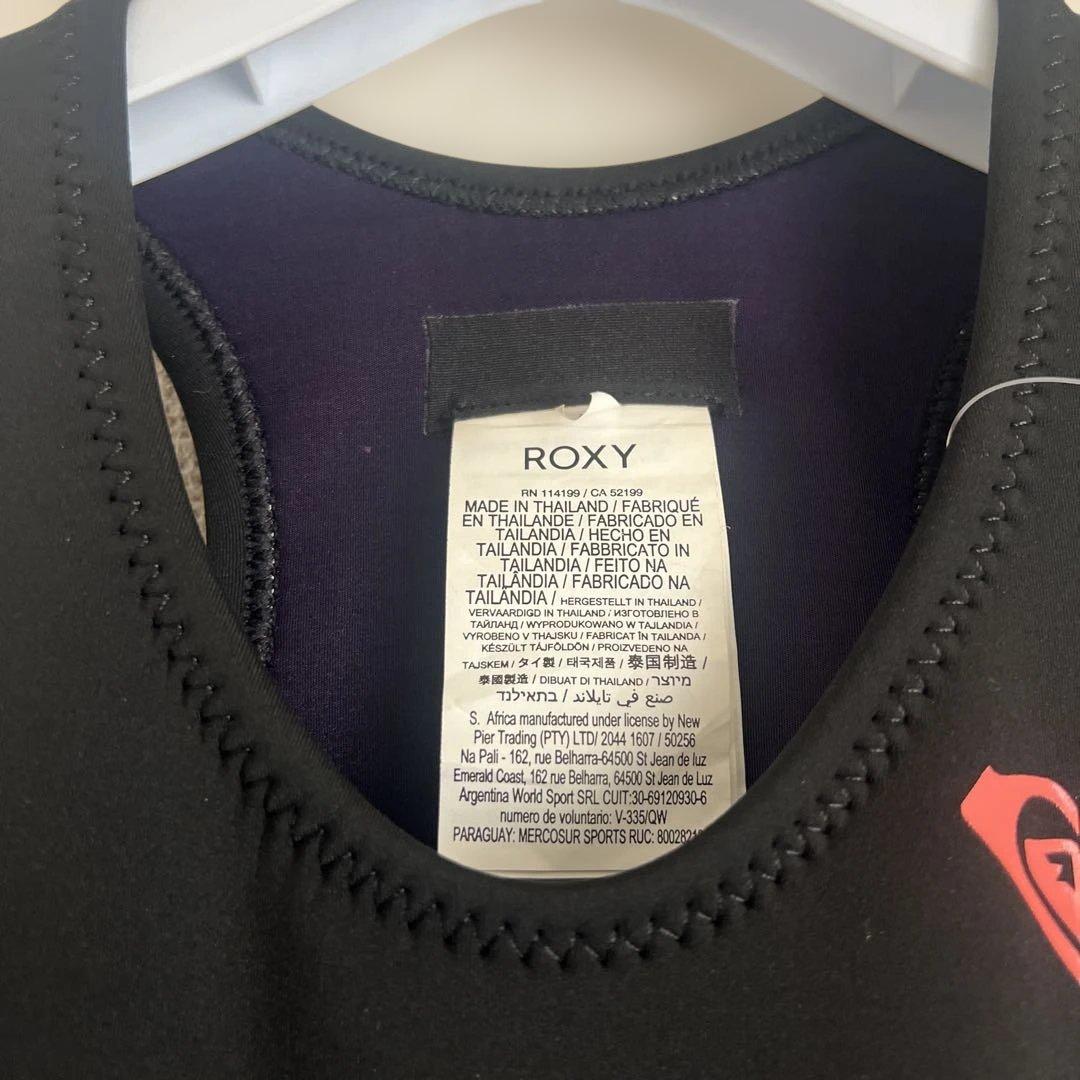 ROXY
RN 114199 / CA 52199
MADE IN THAILAND / FABRIQUÉ
EN THAILANDE / FABRICADO EN
TAILANDIA / HECHO EN
TAILANDIA / FABBRICATO IN
TAILANDIA / FEITO NA
TAILÂNDIA / FABRICADO NA
TAILÂNDIA / HERGESTELLT IN THAILAND /
VERVAARDIGD IN THAILAND / ИЗГОТОВЛЕНО В
ТАЙЛАНД / WYPRODUKOWANO W TAJLANDIA /
VYROBENO V THAJSKU / FABRICAT ÎN TAILANDA /
KÉSZÜLT TÁJFÖLDÖN / PROIZVEDENO NA
TAJSKEM / タイ製 / 태국제품 / 泰国制造 /
泰國製造 / DIBUAT DI THAILAND / מיוצר
בתאילנד / صنع في تايلاند
S. Africa manufactured under license by New
Pier Trading (PTY) LTD/ 2044 1607 / 50256
Na Pali - 162, rue Belharra-64500 St Jean de luz
Emerald Coast, 162 rue Belharra, 64500 St Jean de Luz
Argentina World Sport SRL CUIT:30-69120930-6
numero de voluntario: V-335/QW
PARAGUAY: MERCOSUR SPORTS RUC: